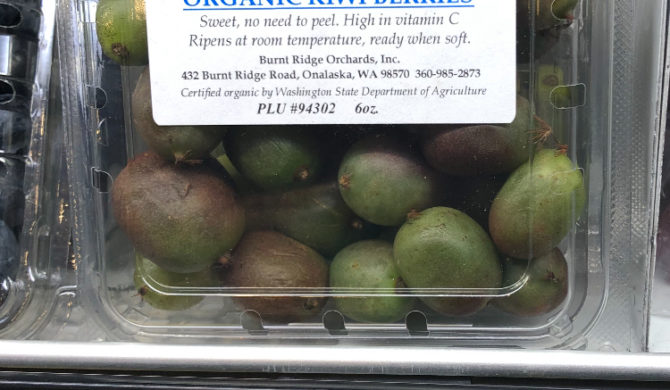 ORGANIC KIWI BERRIES
Sweet, no need to peel. High in vitamin C
Ripens at room temperature, ready when soft.
Burnt Ridge Orchards, Inc.
432 Burnt Ridge Road, Onalaska, WA 98570 360-985-2873
Certified organic by Washington State Department of Agriculture
PLU #94302 6oz.